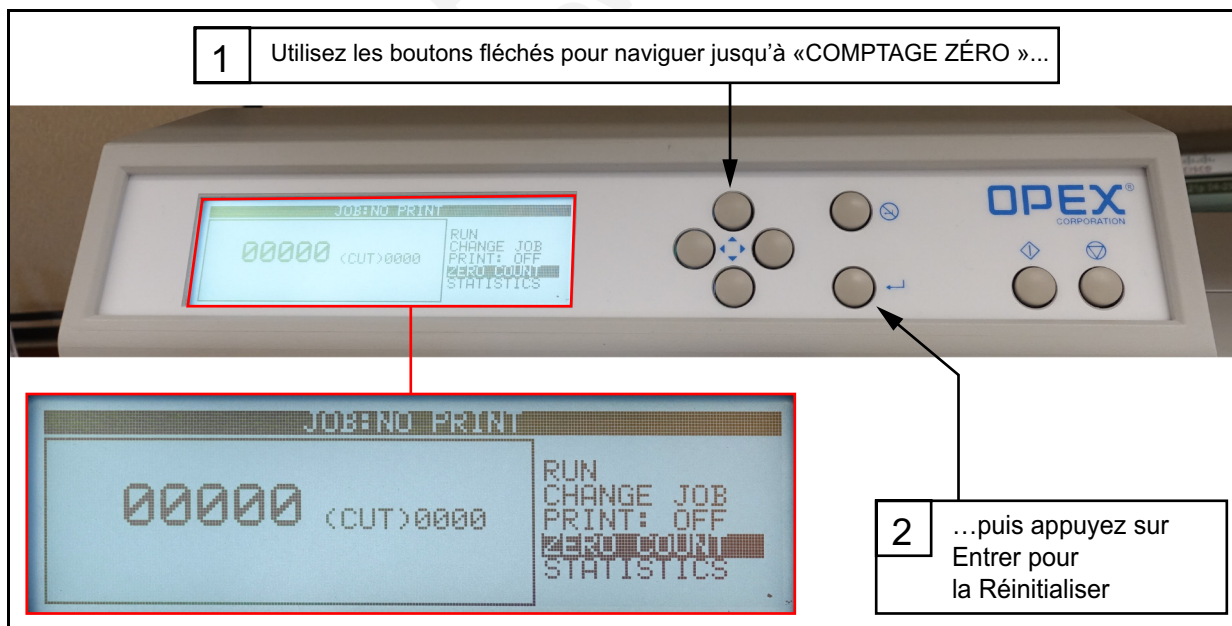 1
Utilisez les boutons fléchés pour naviguer jusqu'à «COMPTAGE ZÉRO »...
OPEX®
CORPORATION
JOB:NO PRINT
00000 (CUT)0000
RUN
CHANGE JOB
PRINT: OFF
ZERO COUNT
STATISTICS
JOB:NO PRINT
00000 (CUT)0000
RUN
CHANGE JOB
PRINT: OFF
ZERO COUNT
STATISTICS
2
…puis appuyez sur
Entrer pour
la Réinitialiser